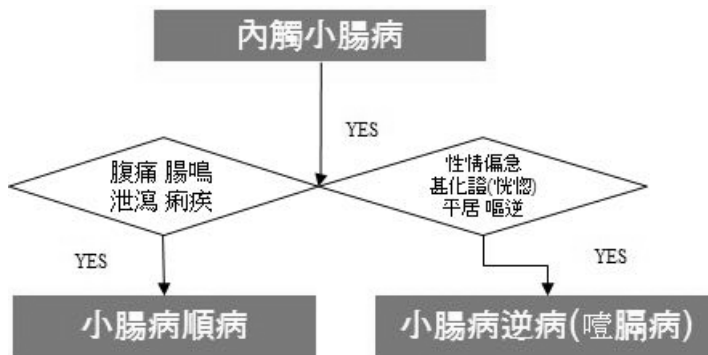 內觸小腸病
YES
腹痛 腸鳴
泄瀉 痢疾
性情偏急
甚化證(恍惚)
平居 嘔逆
YES
YES
小腸病順病
小腸病逆病(噎膈病)